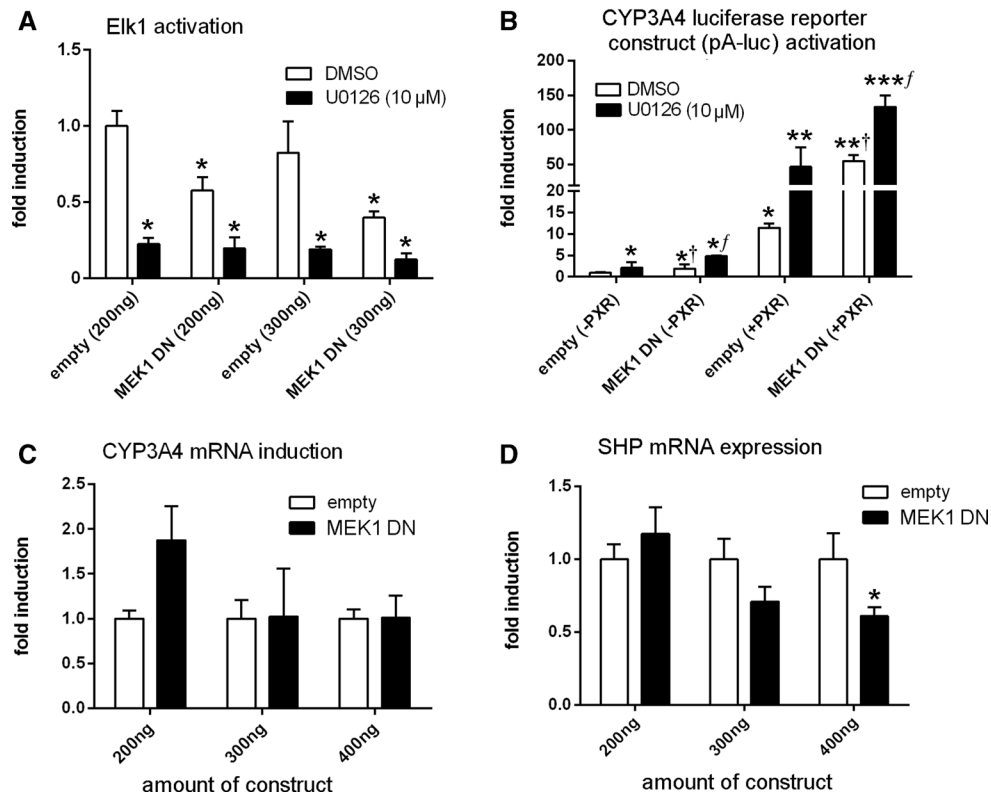 A
Elk1 activation
fold induction
1.5
1.0
0.5
0
DMSO
U0126 (10 µM)
*
*
*
*
*
*
empty (200ng)
MEK1 DN (200ng)
empty (300ng)
MEK1 DN (300ng)
B
CYP3A4 luciferase reporter
construct (pA-luc) activation
fold induction
200
150
100
50
20
15
10
5
0
DMSO
U0126 (10 µM)
*
*†
*ƒ
*
**
**†
***ƒ
empty (-PXR)
MEK1 DN (-PXR)
empty (+PXR)
MEK1 DN (+PXR)
C
CYP3A4 mRNA induction
fold induction
2.5
2.0
1.5
1.0
0.5
0.0
empty
MEK1 DN
200ng
300ng
400ng
amount of construct
D
SHP mRNA expression
fold induction
1.5
1.0
0.5
0.0
empty
MEK1 DN
*
200ng
300ng
400ng
amount of construct